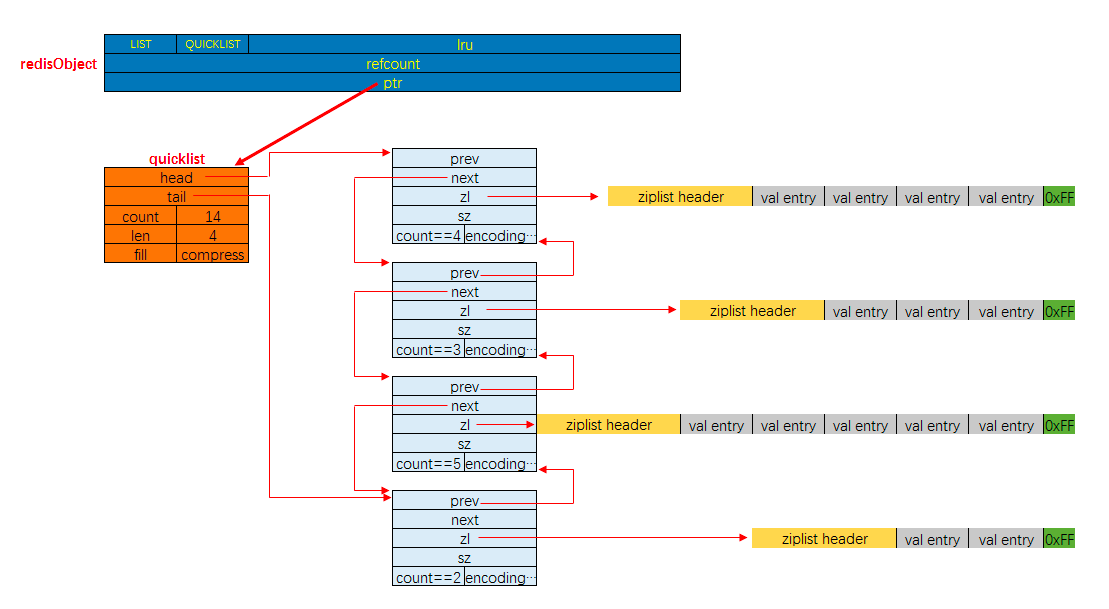 LIST QUICKLIST lru
redisObject refcount
ptr
quicklist
head
tail
count 14
len 4
fill compress
prev
next
zl
sz
count==4 encoding…
ziplist header val entry val entry val entry val entry 0xFF
prev
next
zl
sz
count==3 encoding…
ziplist header val entry val entry val entry 0xFF
prev
next
zl
sz
count==5 encoding…
ziplist header val entry val entry val entry val entry val entry 0xFF
prev
next
zl
sz
count==2 encoding…
ziplist header val entry val entry 0xFF